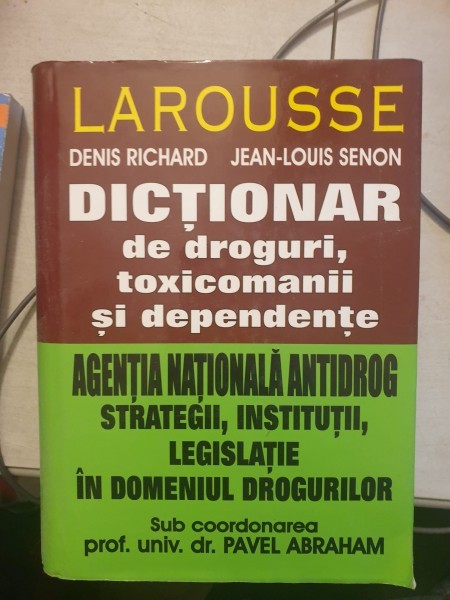 LAROUSSE
DENIS RICHARD JEAN-LOUIS SENON
DICȚIONAR
de droguri,
toxicomanii
și dependențe
AGENȚIA NAȚIONALĂ ANTIDROG
STRATEGII, INSTITUȚII,
LEGISLAȚIE
ÎN DOMENIUL DROGURILOR
Sub coordonarea
prof. univ. dr. PAVEL ABRAHAM